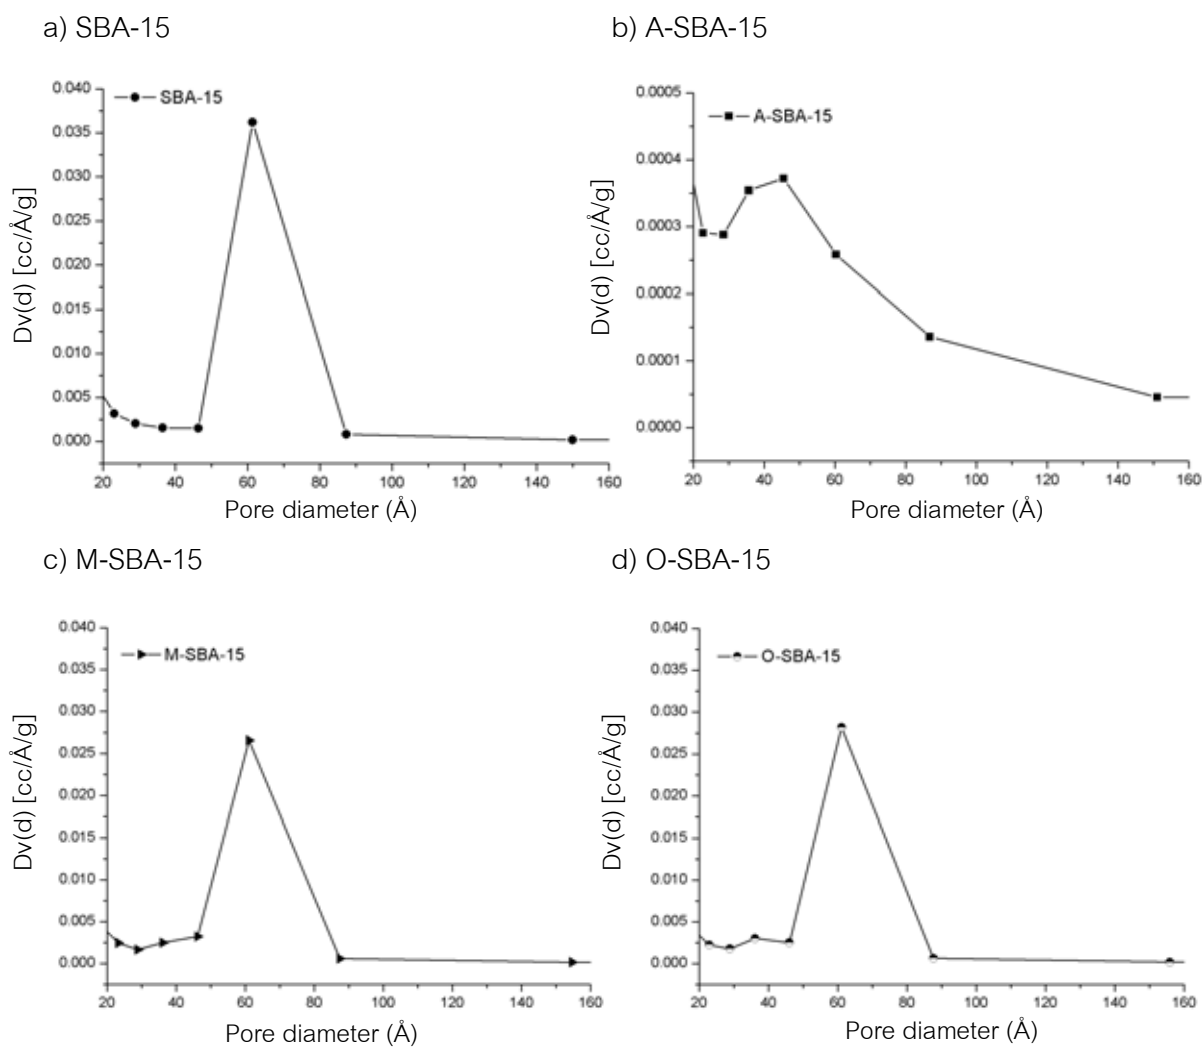 a) SBA-15
0.040
0.035
0.030
0.025
0.020
0.015
0.010
0.005
0.000
SBA-15
Dv(d) [cc/Å/g]
20 40 60 80 100 120 140 160
Pore diameter (Å)
b) A-SBA-15
0.0005
0.0004
0.0003
0.0002
0.0001
0.0000
A-SBA-15
Dv(d) [cc/Å/g]
20 40 60 80 100 120 140 160
Pore diameter (Å)
c) M-SBA-15
0.040
0.035
0.030
0.025
0.020
0.015
0.010
0.005
0.000
M-SBA-15
Dv(d) [cc/Å/g]
20 40 60 80 100 120 140 160
Pore diameter (Å)
d) O-SBA-15
0.040
0.035
0.030
0.025
0.020
0.015
0.010
0.005
0.000
O-SBA-15
Dv(d) [cc/Å/g]
20 40 60 80 100 120 140 160
Pore diameter (Å)